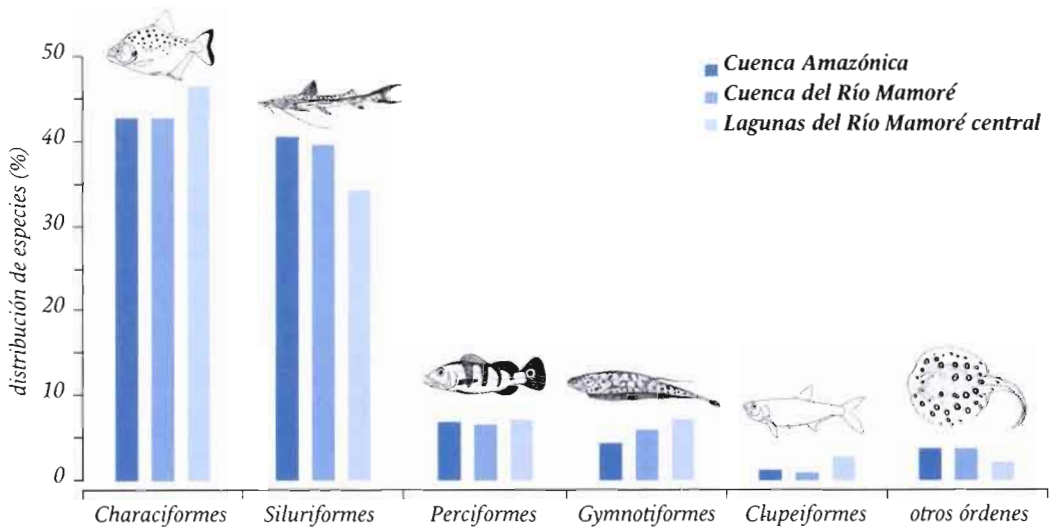 50
40
30
20
10
0
distribución de especies (%)
Cuenca Amazónica
Cuenca del Río Mamoré
Lagunas del Río Mamoré central
Characiformes
Siluriformes
Perciformes
Gymnotiformes
Clupeiformes
otros órdenes